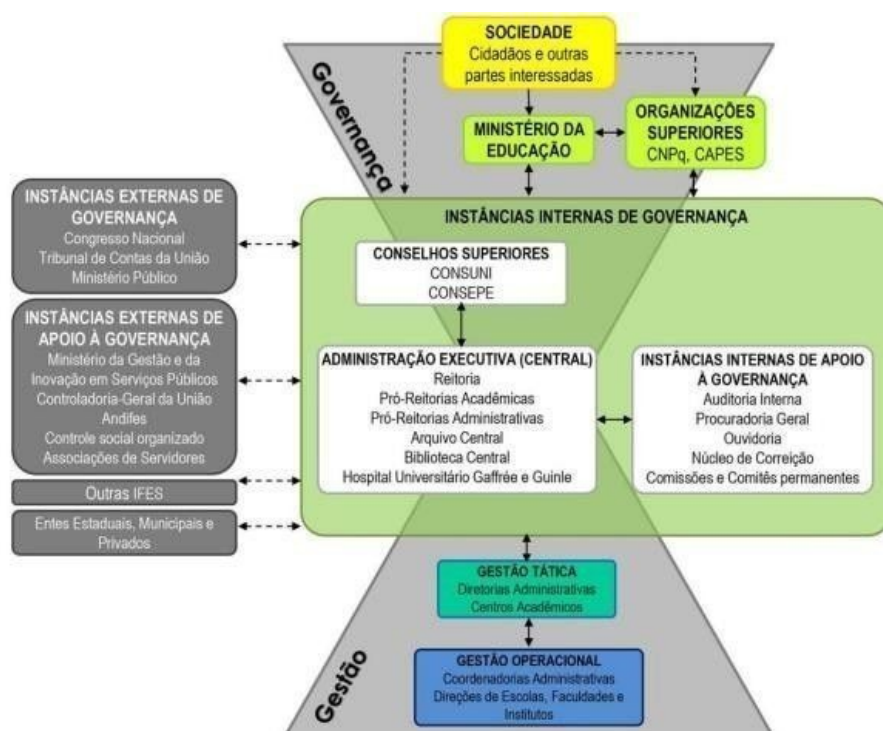 SOCIEDADE
Cidadãos e outras
partes interessadas
Governança
MINISTÉRIO DA
EDUCAÇÃO
ORGANIZAÇÕES
SUPERIORES
CNPq, CAPES
INSTÂNCIAS EXTERNAS DE
GOVERNANÇA
Congresso Nacional
Tribunal de Contas da União
Ministério Público
INSTÂNCIAS EXTERNAS DE
APOIO À GOVERNANÇA
Ministério da Gestão e da
Inovação em Serviços Públicos
Controladoria-Geral da União
Andifes
Controle social organizado
Associações de Servidores
Outras IFES
Entes Estaduais, Municipais e
Privados
INSTÂNCIAS INTERNAS DE GOVERNANÇA
CONSELHOS SUPERIORES
CONSUNI
CONSEPE
ADMINISTRAÇÃO EXECUTIVA (CENTRAL)
Reitoria
Pró-Reitorias Acadêmicas
Pró-Reitorias Administrativas
Arquivo Central
Biblioteca Central
Hospital Universitário Gaffrée e Guinle
INSTÂNCIAS INTERNAS DE APOIO
À GOVERNANÇA
Auditoria Interna
Procuradoria Geral
Ouvidoria
Núcleo de Correição
Comissões e Comitês permanentes
GESTÃO TÁTICA
Diretorias Administrativas
Centros Acadêmicos
Gestão
GESTÃO OPERACIONAL
Coordenadorias Administrativas
Direções de Escolas, Faculdades e
Institutos